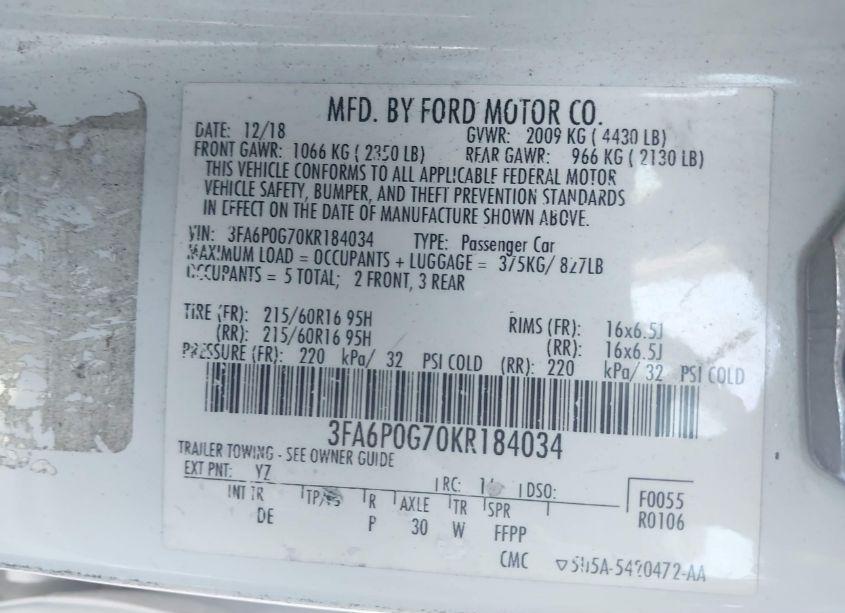 MFD. BY FORD MOTOR CO.
DATE: 12/18 GVWR: 2009 KG ( 4430 LB)
FRONT GAWR: 1066 KG ( 2350 LB) REAR GAWR: 966 KG ( 2130 LB)
THIS VEHICLE CONFORMS TO ALL APPLICABLE FEDERAL MOTOR
VEHICLE SAFETY, BUMPER, AND THEFT PREVENTION STANDARDS
IN EFFECT ON THE DATE OF MANUFACTURE SHOWN ABOVE.
VIN: 3FA6P0G70KR184034 TYPE: Passenger Car
MAXIMUM LOAD = OCCUPANTS + LUGGAGE = 375KG/ 827LB
OCCUPANTS = 5 TOTAL; 2 FRONT, 3 REAR
TIRE (FR): 215/60R16 95H RIMS (FR): 16x6.5J
(RR): 215/60R16 95H (RR): 16x6.5J
PRESSURE (FR): 220 kPa/ 32 PSI COLD (RR): 220 kPa/ 32 PSI COLD
3FA6P0G70KR184034
TRAILER TOWING - SEE OWNER GUIDE
EXT PNT: YZ RC: DSO: F0055
INT TR R AXLE TR SPR R0106
DE P 30 W FFPP
CMC